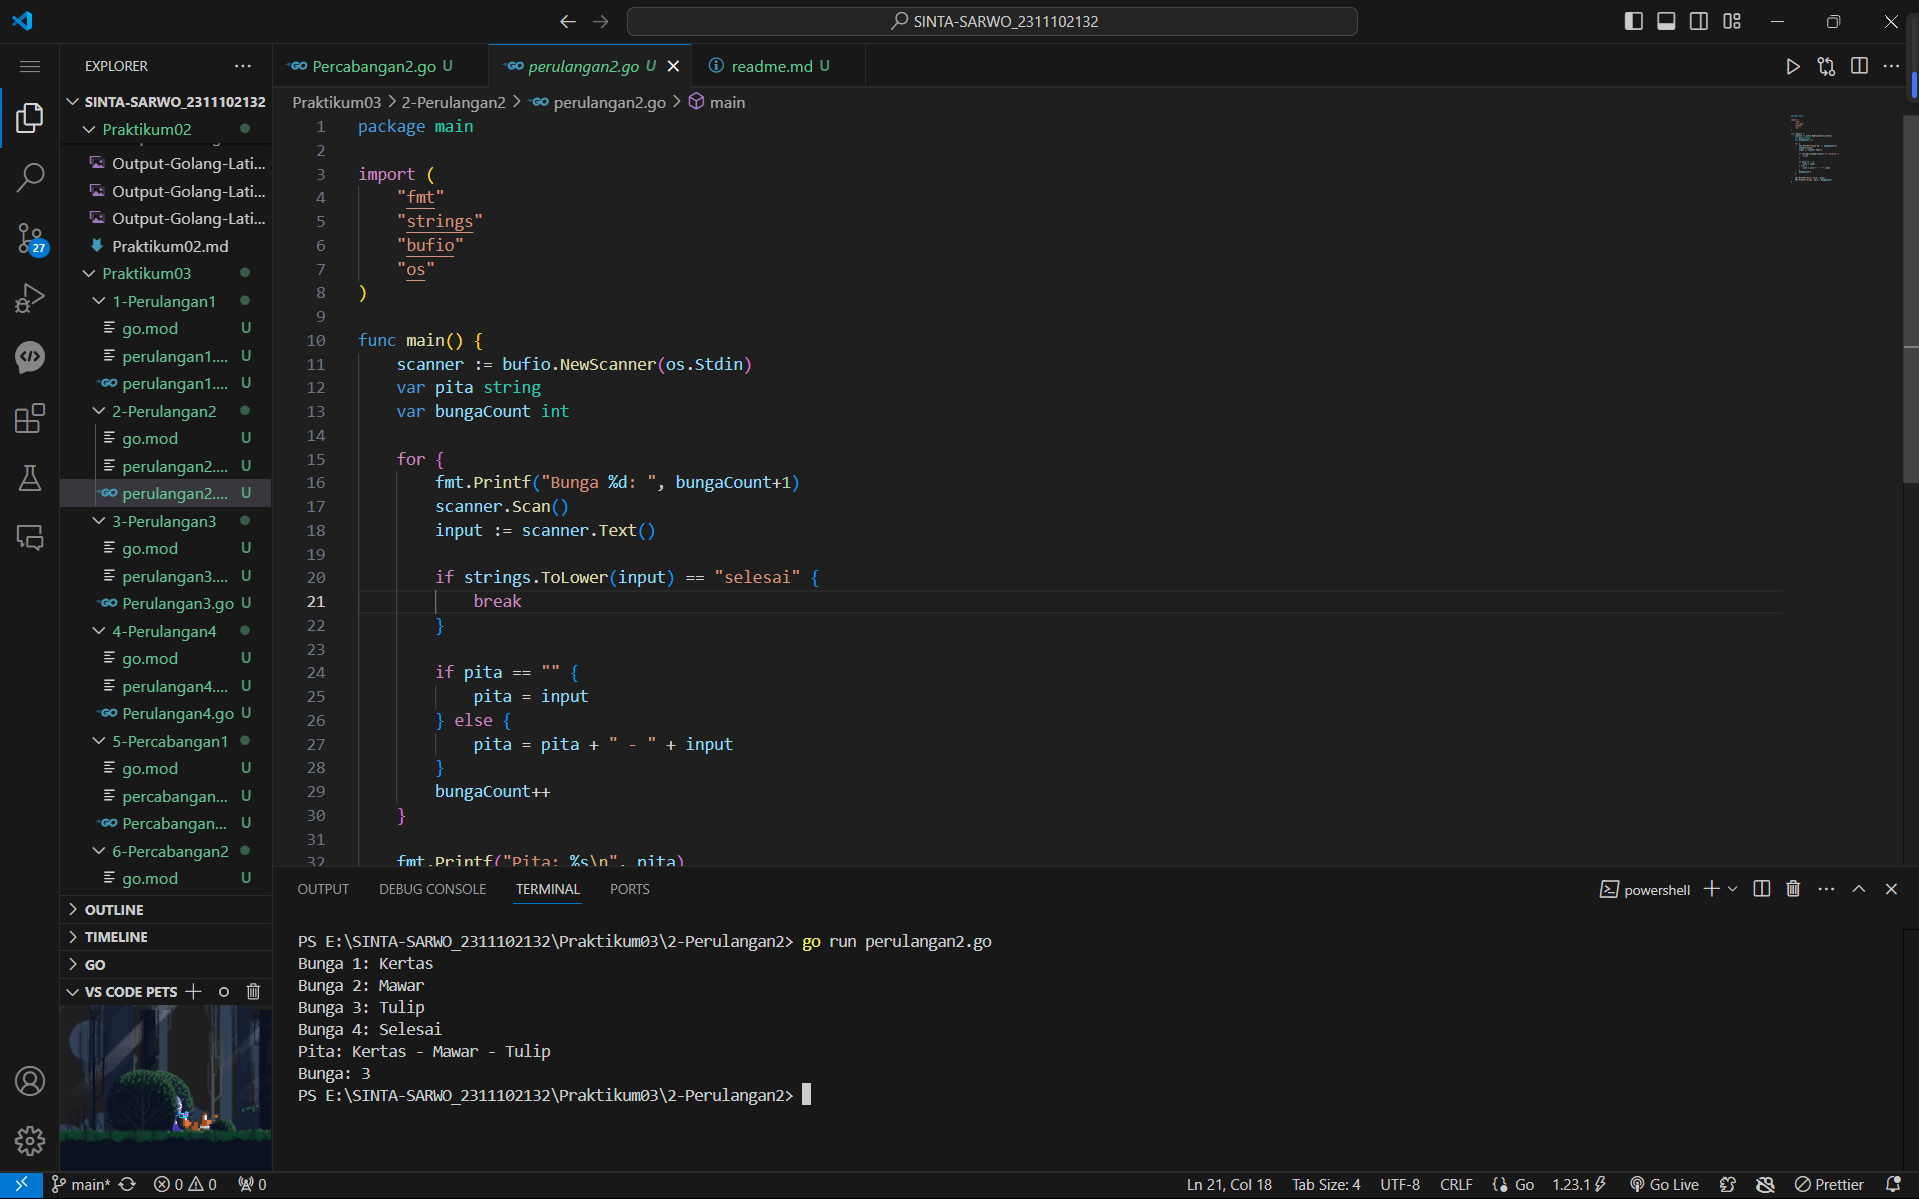 SINTA-SARWO_2311102132
EXPLORER
Percabangan2.go U
perulangan2.go U
readme.md U
SINTA-SARWO_2311102132
Praktikum02
Output-Golang-Lati...
Output-Golang-Lati...
Output-Golang-Lati...
Praktikum02.md
Praktikum03
1-Perulangan1
go.mod U
perulangan1.... U
perulangan1.... U
2-Perulangan2
go.mod U
perulangan2.... U
perulangan2.... U
3-Perulangan3
go.mod U
perulangan3.... U
Perulangan3.go U
4-Perulangan4
go.mod U
perulangan4.... U
Perulangan4.go U
5-Percabangan1
go.mod U
percabangan... U
Percabangan... U
6-Percabangan2
go.mod U
OUTLINE
TIMELINE
GO
VS CODE PETS
27
Praktikum03 > 2-Perulangan2 > perulangan2.go > main
1 package main
2
3 import (
4 "fmt"
5 "strings"
6 "bufio"
7 "os"
8 )
9
10 func main() {
11 scanner := bufio.NewScanner(os.Stdin)
12 var pita string
13 var bungaCount int
14
15 for {
16 fmt.Printf("Bunga %d: ", bungaCount+1)
17 scanner.Scan()
18 input := scanner.Text()
19
20 if strings.ToLower(input) == "selesai" {
21 break
22 }
23
24 if pita == "" {
25 pita = input
26 } else {
27 pita = pita + " - " + input
28 }
29 bungaCount++
30 }
31
32 fmt.Printf("Pita: %s\n", pita)
OUTPUT DEBUG CONSOLE TERMINAL PORTS
powershell
PS E:\SINTA-SARWO_2311102132\Praktikum03\2-Perulangan2> go run perulangan2.go
Bunga 1: Kertas
Bunga 2: Mawar
Bunga 3: Tulip
Bunga 4: Selesai
Pita: Kertas - Mawar - Tulip
Bunga: 3
PS E:\SINTA-SARWO_2311102132\Praktikum03\2-Perulangan2>
main* 0 0 0 Ln 21, Col 18 Tab Size: 4 UTF-8 CRLF Go 1.23.1 Go Live Prettier